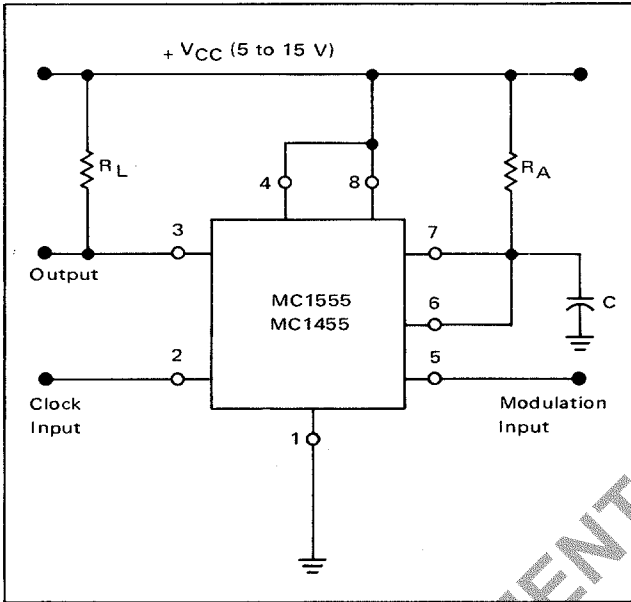 + VCC (5 to 15 V)
RL
RA
4
8
3
7
Output
MC1555
MC1455
6
C
2
5
Clock
Input
Modulation
Input
1